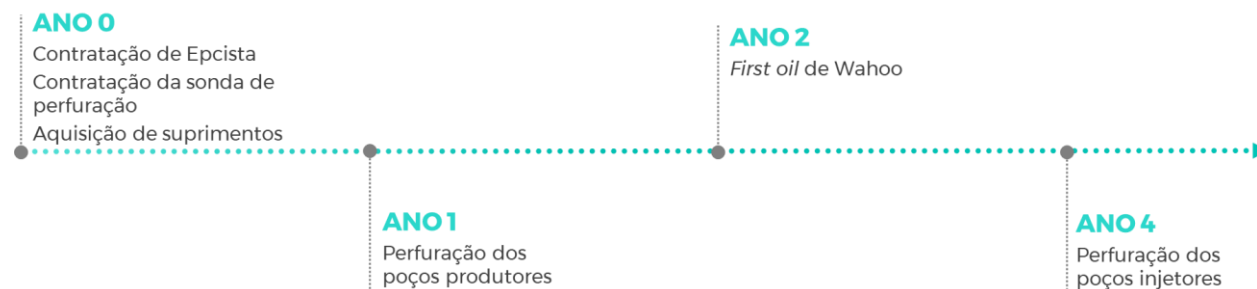 ANO 0
Contratação de Epcista
Contratação da sonda de
perfuração
Aquisição de suprimentos
ANO 1
Perfuração dos
poços produtores
ANO 2
First oil de Wahoo
ANO 4
Perfuração dos
poços injetores